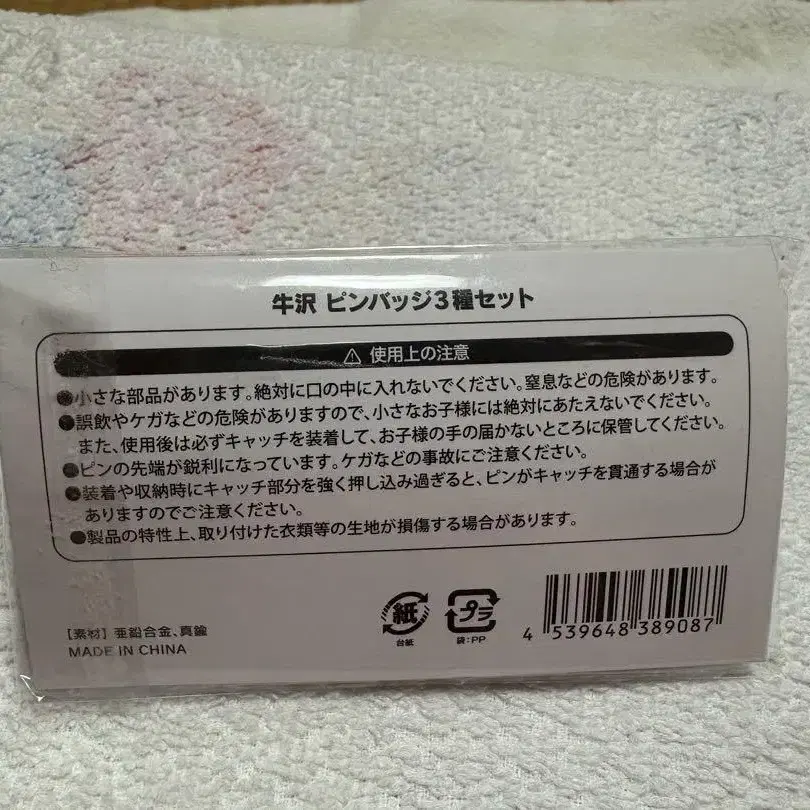 牛沢 ピンバッジ3種セット
⚠ 使用上の注意
●小さな部品があります。絶対に口の中に入れないでください。窒息などの危険があります。
●誤飲やケガなどの危険がありますので、小さなお子様には絶対にあたえないでください。
また、使用後は必ずキャッチを装着して、お子様の手の届かないところに保管してください。
●ピンの先端が鋭利になっています。ケガなどの事故にご注意ください。
●装着や収納時にキャッチ部分を強く押し込み過ぎると、ピンがキャッチを貫通する場合が
ありますのでご注意ください。
●製品の特性上、取り付けた衣類等の生地が損傷する場合があります。
【素材】亜鉛合金、真鍮
MADE IN CHINA
紙
台紙
プラ
袋:PP
4 539648 389087